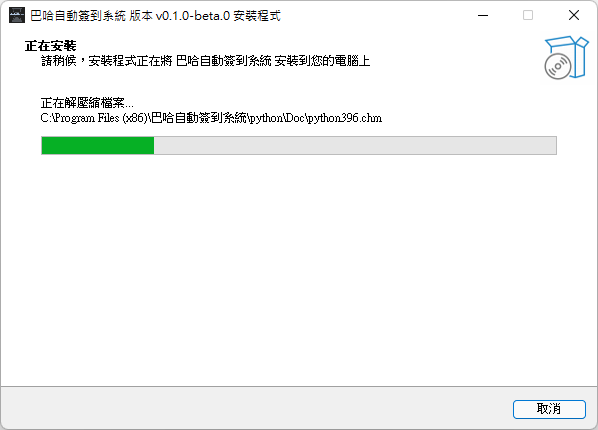 巴哈自動簽到系統 版本 v0.1.0-beta.0 安裝程式
正在安裝
請稍候，安裝程式正在將 巴哈自動簽到系統 安裝到您的電腦上
正在解壓縮檔案...
C:\Program Files (x86)\巴哈自動簽到系統\python\Doc\python396.chm
取消